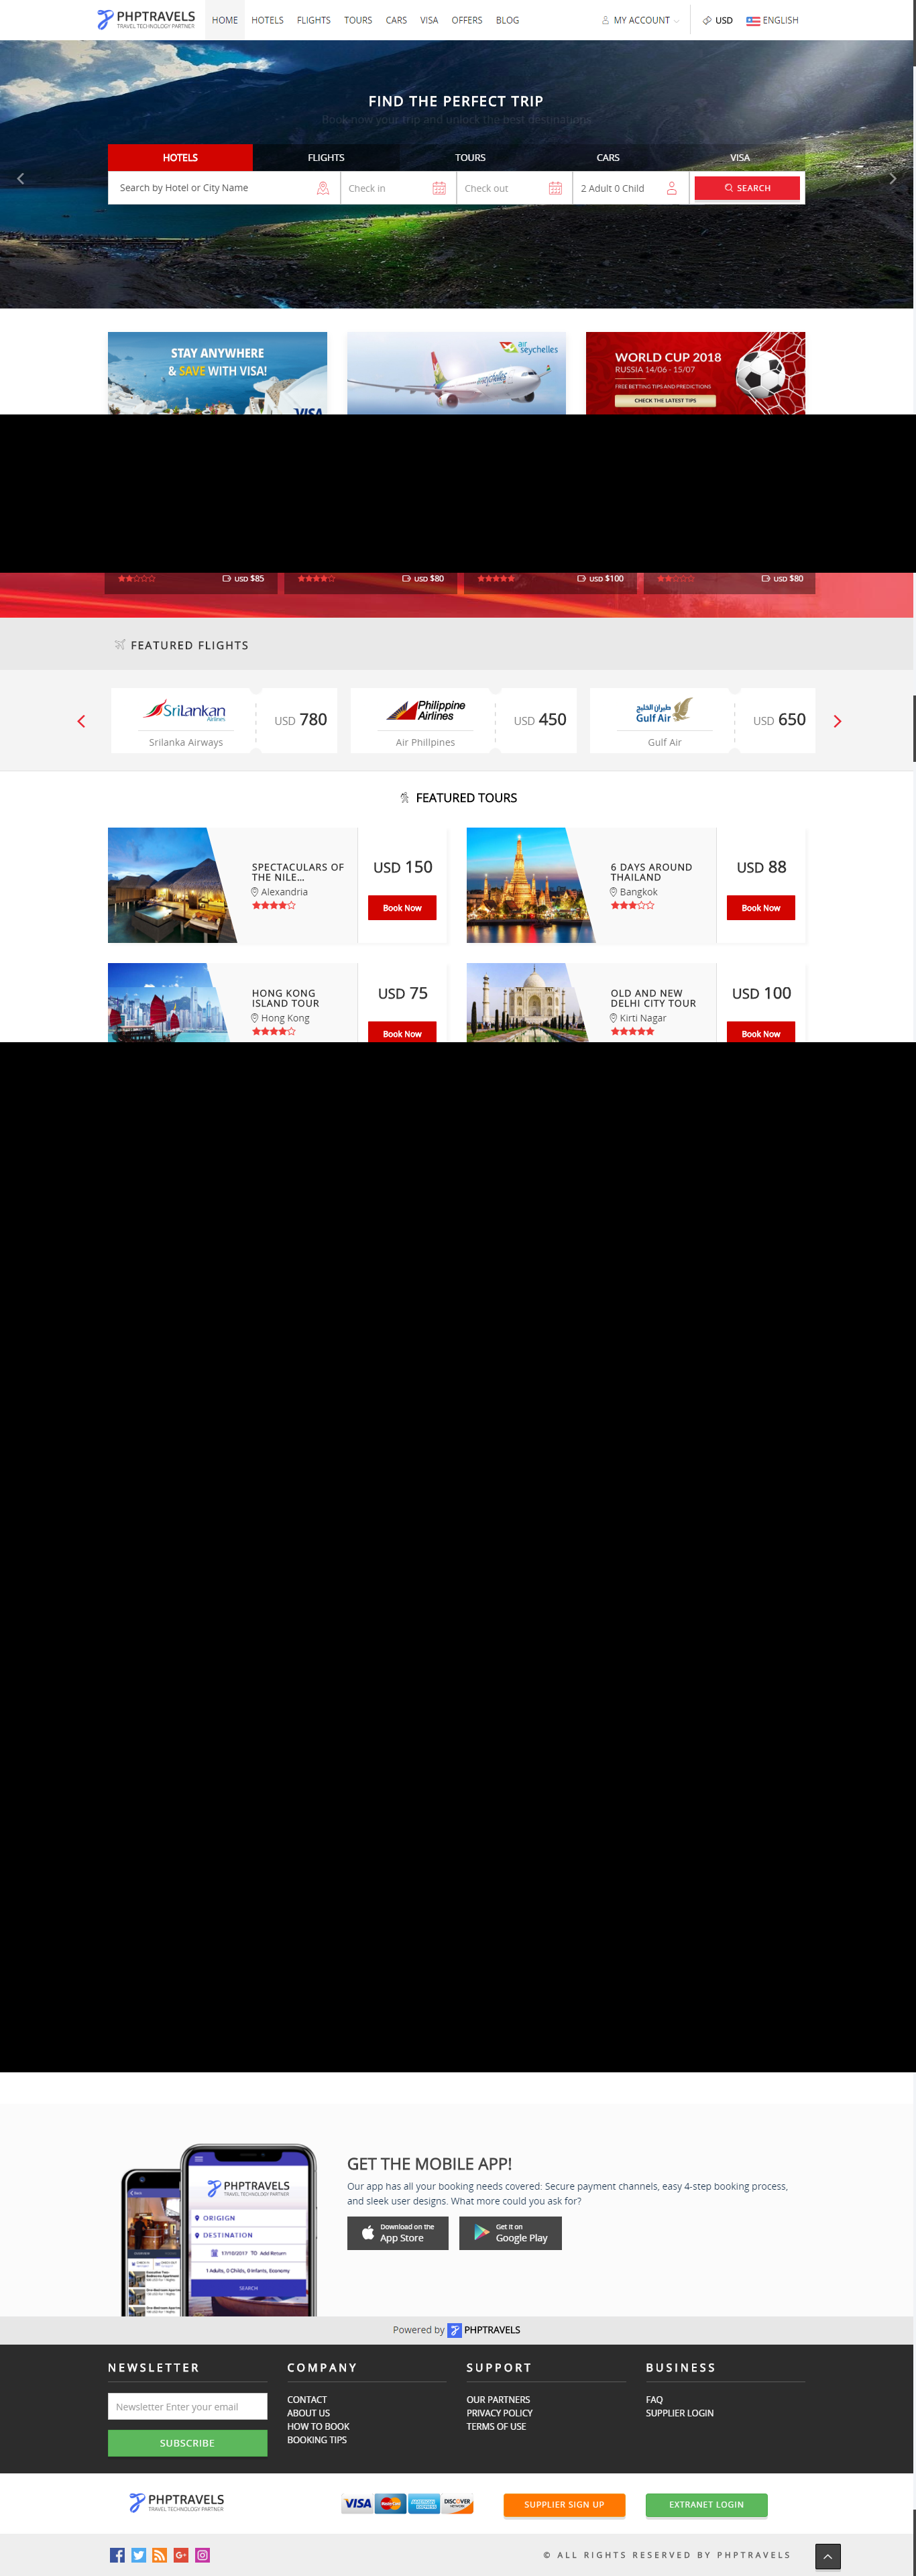 PHPTRAVELS
TRAVEL TECHNOLOGY PARTNER
HOME HOTELS FLIGHTS TOURS CARS VISA OFFERS BLOG MY ACCOUNT USD ENGLISH
FIND THE PERFECT TRIP
Book now your trip and unlock the best destinations
HOTELS FLIGHTS TOURS CARS VISA
Search by Hotel or City Name Check in Check out 2 Adult 0 Child SEARCH
STAY ANYWHERE
& SAVE WITH VISA!
VISA
air
seychelles
WORLD CUP 2018
RUSSIA 14/06 - 15/07
FREE BETTING TIPS AND PREDICTIONS
CHECK THE LATEST TIPS
USD $85 USD $80 USD $100 USD $80
FEATURED FLIGHTS
SriLankan
Airlines
USD 780
Srilanka Airways
Philippine
Airlines
USD 450
Air Phillpines
طيران الخليج
GULF AIR
USD 650
Gulf Air
FEATURED TOURS
SPECTACULARS OF
THE NILE...
Alexandria
USD 150
Book Now
6 DAYS AROUND
THAILAND
Bangkok
USD 88
Book Now
HONG KONG
ISLAND TOUR
Hong Kong
USD 75
Book Now
OLD AND NEW
DELHI CITY TOUR
Kirti Nagar
USD 100
Book Now
PHPTRAVELS
TRAVEL TECHNOLOGY PARTNER
ORIGIGN
DESTINATION
17/10/2017 TO Add Return
1 Adults, 0 Childs, 0 Infants, Economy
SEARCH
GET THE MOBILE APP!
Our app has all your booking needs covered: Secure payment channels, easy 4-step booking process,
and sleek user designs. What more could you ask for?
Download on the
App Store
Get it on
Google Play
Powered by PHPTRAVELS
NEWSLETTER
Newsletter Enter your email
SUBSCRIBE
COMPANY
CONTACT
ABOUT US
HOW TO BOOK
BOOKING TIPS
SUPPORT
OUR PARTNERS
PRIVACY POLICY
TERMS OF USE
BUSINESS
FAQ
SUPPLIER LOGIN
PHPTRAVELS
TRAVEL TECHNOLOGY PARTNER
VISA MasterCard AMERICAN EXPRESS DISCOVER
SUPPLIER SIGN UP
EXTRANET LOGIN
© ALL RIGHTS RESERVED BY PHPTRAVELS